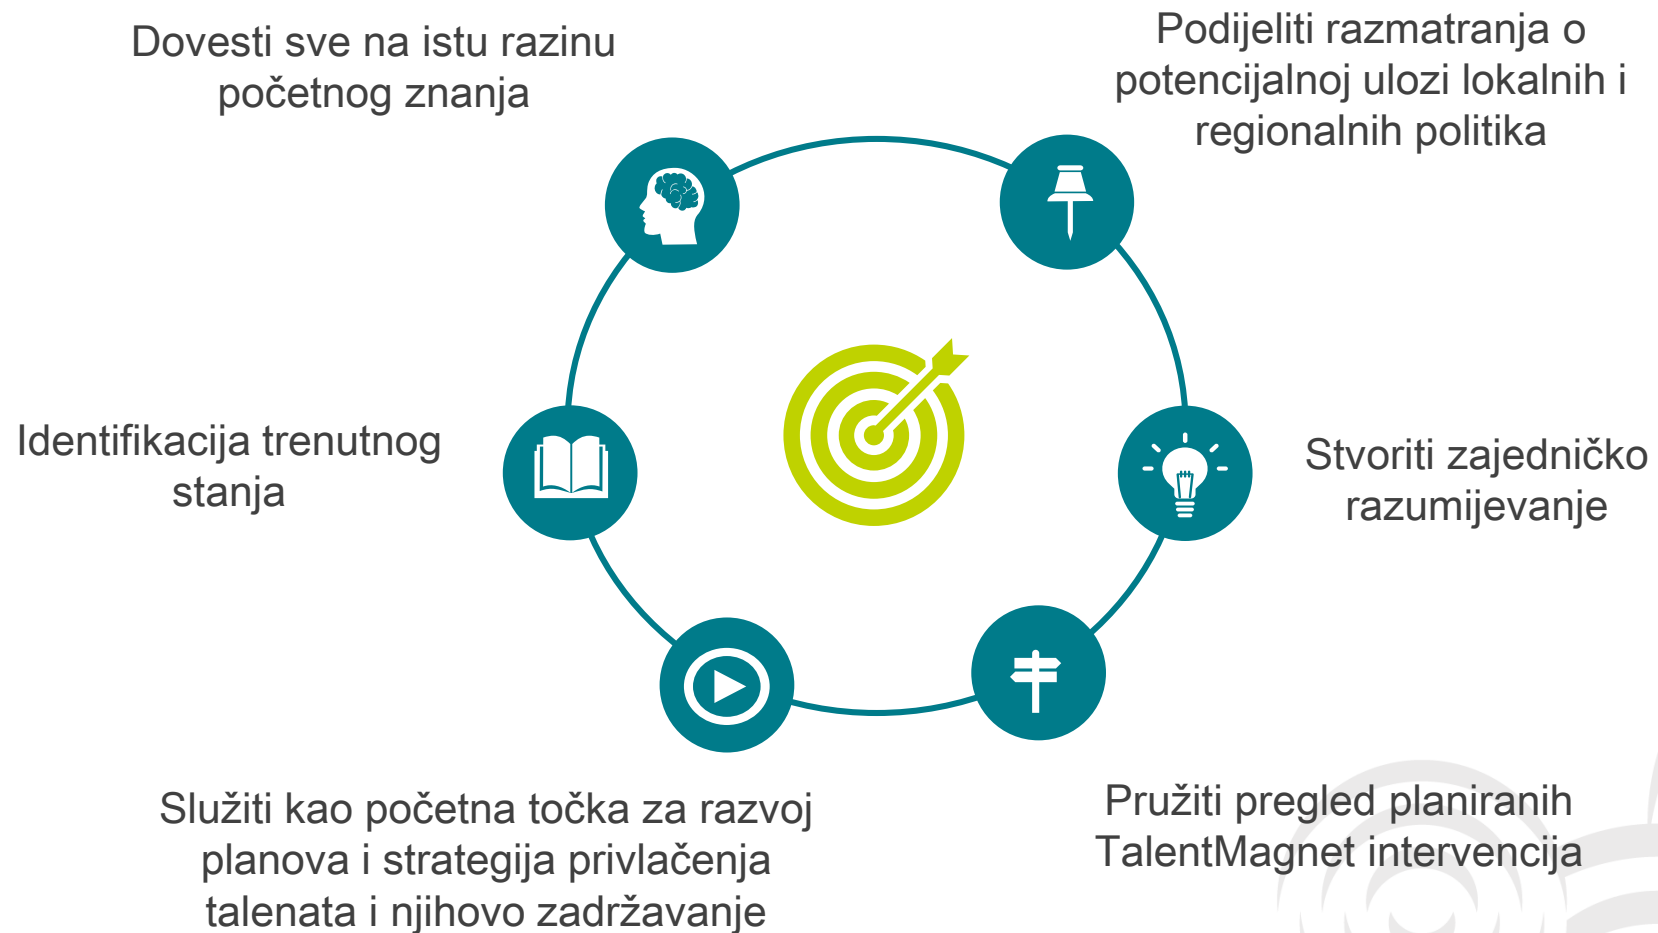 Dovesti sve na istu razinu
početnog znanja
Podijeliti razmatranja o
potencijalnoj ulozi lokalnih i
regionalnih politika
Identifikacija trenutnog
stanja
Stvoriti zajedničko
razumijevanje
Služiti kao početna točka za razvoj
planova i strategija privlačenja
talenata i njihovo zadržavanje
Pružiti pregled planiranih
TalentMagnet intervencija